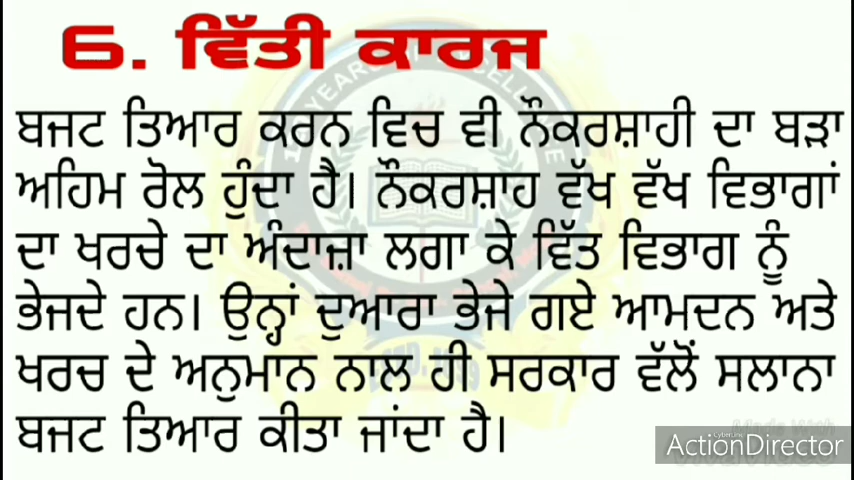 6. ਵਿੱਤੀ ਕਾਰਜ
ਬਜਟ ਤਿਆਰ ਕਰਨ ਵਿਚ ਵੀ ਨੌਕਰਸ਼ਾਹੀ ਦਾ ਬੜਾ
ਅਹਿਮ ਰੋਲ ਹੁੰਦਾ ਹੈ। ਨੌਕਰਸ਼ਾਹ ਵੱਖ ਵੱਖ ਵਿਭਾਗਾਂ
ਦਾ ਖਰਚੇ ਦਾ ਅੰਦਾਜ਼ਾ ਲਗਾ ਕੇ ਵਿੱਤ ਵਿਭਾਗ ਨੂੰ
ਭੇਜਦੇ ਹਨ। ਉਨ੍ਹਾਂ ਦੁਆਰਾ ਭੇਜੇ ਗਏ ਆਮਦਨ ਅਤੇ
ਖਰਚ ਦੇ ਅਨੁਮਾਨ ਨਾਲ ਹੀ ਸਰਕਾਰ ਵੱਲੋਂ ਸਲਾਨਾ
ਬਜਟ ਤਿਆਰ ਕੀਤਾ ਜਾਂਦਾ ਹੈ।
CyberLink
ActionDirector